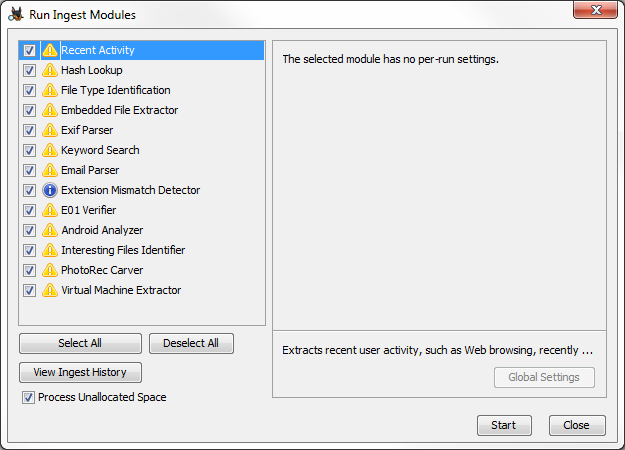 Run Ingest Modules
Recent Activity
Hash Lookup
File Type Identification
Embedded File Extractor
Exif Parser
Keyword Search
Email Parser
Extension Mismatch Detector
E01 Verifier
Android Analyzer
Interesting Files Identifier
PhotoRec Carver
Virtual Machine Extractor
Select All
Deselect All
View Ingest History
Process Unallocated Space
The selected module has no per-run settings.
Extracts recent user activity, such as Web browsing, recently ...
Global Settings
Start
Close